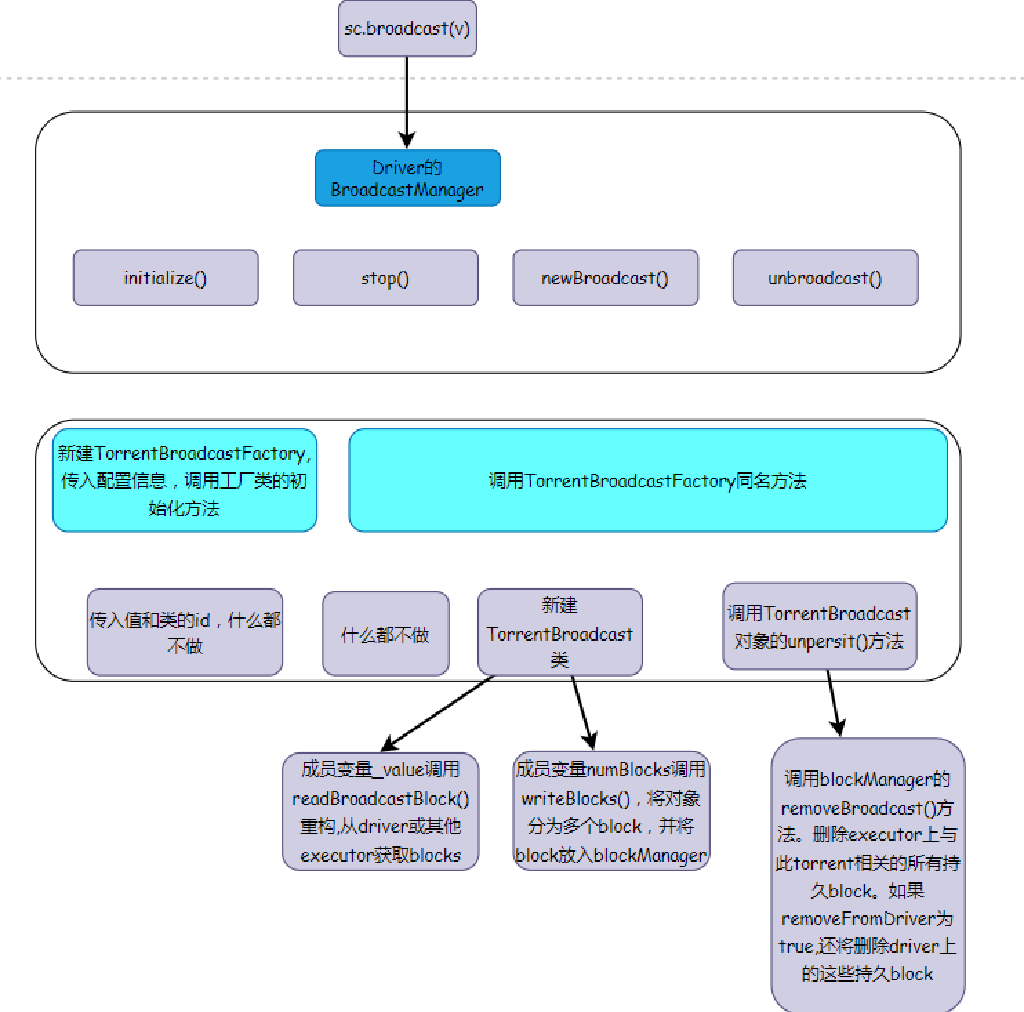 sc.broadcast(v)
Driver的
BroadcastManager
initialize()
stop()
newBroadcast()
unbroadcast()
新建TorrentBroadcastFactory,
传入配置信息，调用工厂类的初
始化方法
调用TorrentBroadcastFactory同名方法
传入值和类的id，什么都
不做
什么都不做
新建
TorrentBroadcast
类
调用TorrentBroadcast
对象的unpersit()方法
成员变量_value调用
readBroadcastBlock()
重构,从driver或其他
executor获取blocks
成员变量numBlocks调用
writeBlocks()，将对象
分为多个block，并将
block放入blockManager
调用blockManager的
removeBroadcast()方
法。删除executor上与
此torrent相关的所有持
久block。如果
removeFromDriver为
true,还将删除driver上
的这些持久block